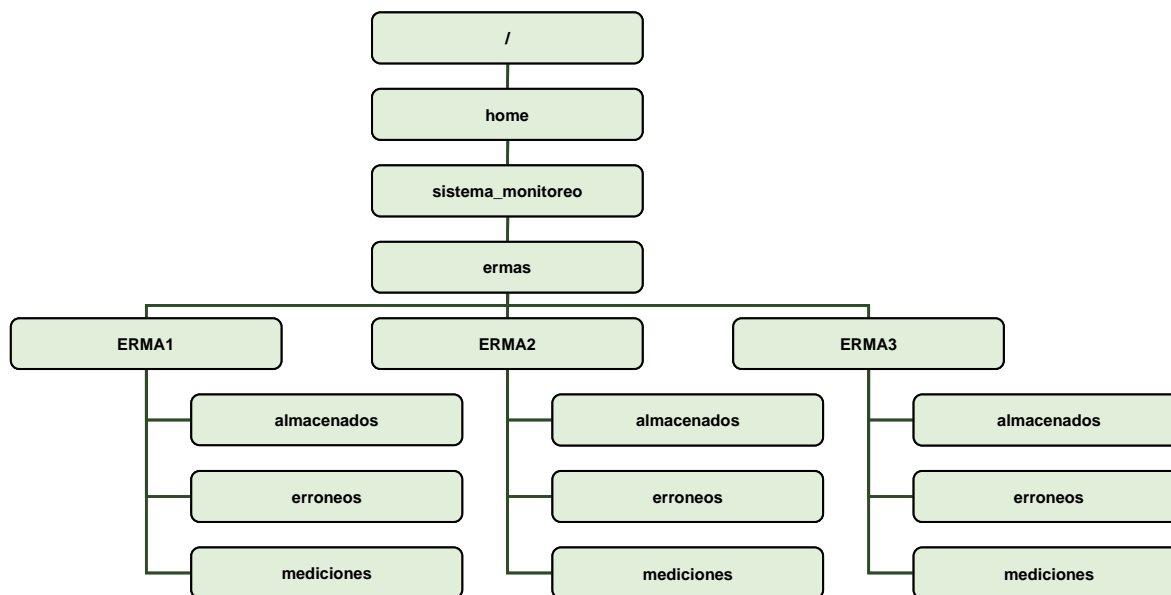 /
home
sistema_monitoreo
ermas
ERMA1
ERMA2
ERMA3
almacenados
almacenados
almacenados
erroneos
erroneos
erroneos
mediciones
mediciones
mediciones